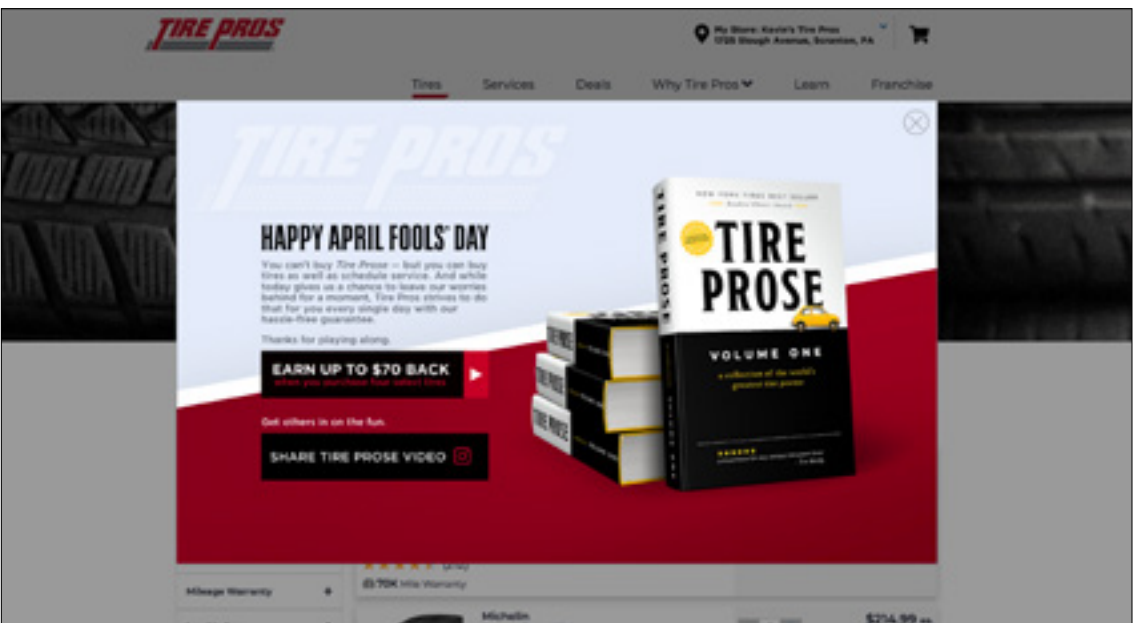 TIRE PROS
My Store: Kevin's Tire Pros
1725 Slough Avenue, Scranton, PA
Tires Services Deals Why Tire Pros Learn Franchise
TIRE PROS
HAPPY APRIL FOOLS' DAY
You can't buy Tire Prose — but you can buy
tires as well as schedule service. And while
today gives us a chance to leave our worries
behind for a moment, Tire Pros strives to do
that for you every single day with our
hassle-free guarantee.
Thanks for playing along.
EARN UP TO $70 BACK
when you purchase four select tires
Get others in on the fun.
SHARE TIRE PROSE VIDEO
TIRE PROSE
TIRE PROSE
TIRE PROSE
TIRE PROSE
VOLUME ONE
NEW YORK TIMES BEST SELLER
TIRE
PROSE
VOLUME ONE
a collection of the world's
greatest tire poems
Mileage Warranty +
70K Mile Warranty
Michelin
$214.99